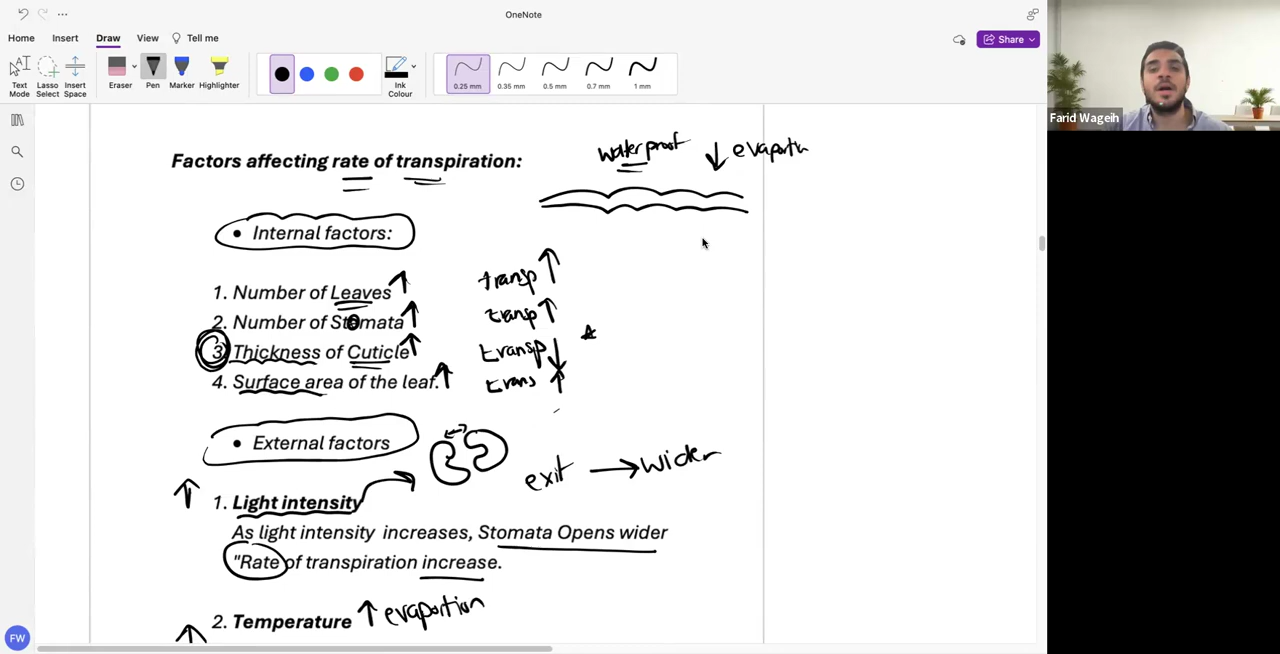 OneNote
Home Insert Draw View Tell me
Share
Text Mode
Lasso Select
Insert Space
Eraser
Pen
Marker
Highlighter
Ink Colour
0.25 mm 0.35 mm 0.5 mm 0.7 mm 1 mm
Farid Wageih
waterproof ↓ evaportn
Factors affecting rate of transpiration:
• Internal factors:
1. Number of Leaves ↑ transp ↑
2. Number of Stomata ↑ transp ↑
3. Thickness of Cuticle ↑ transp ↓
4. Surface area of the leaf. ↑ trans ↑
• External factors
exit → wider
↑ 1. Light intensity
As light intensity increases, Stomata Opens wider
"Rate of transpiration increase.
↑ 2. Temperature ↑ evaportion
FW